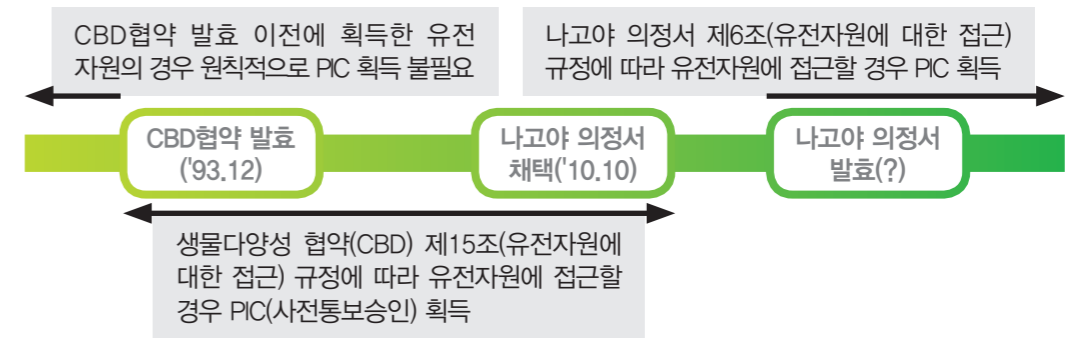 CBD협약 발효 이전에 획득한 유전
자원의 경우 원칙적으로 PIC 획득 불필요
나고야 의정서 제6조(유전자원에 대한 접근)
규정에 따라 유전자원에 접근할 경우 PIC 획득
CBD협약 발효
('93.12)
나고야 의정서
채택('10.10)
나고야 의정서
발효(?)
생물다양성 협약(CBD) 제15조(유전자원에
대한 접근) 규정에 따라 유전자원에 접근할
경우 PIC(사전통보승인) 획득